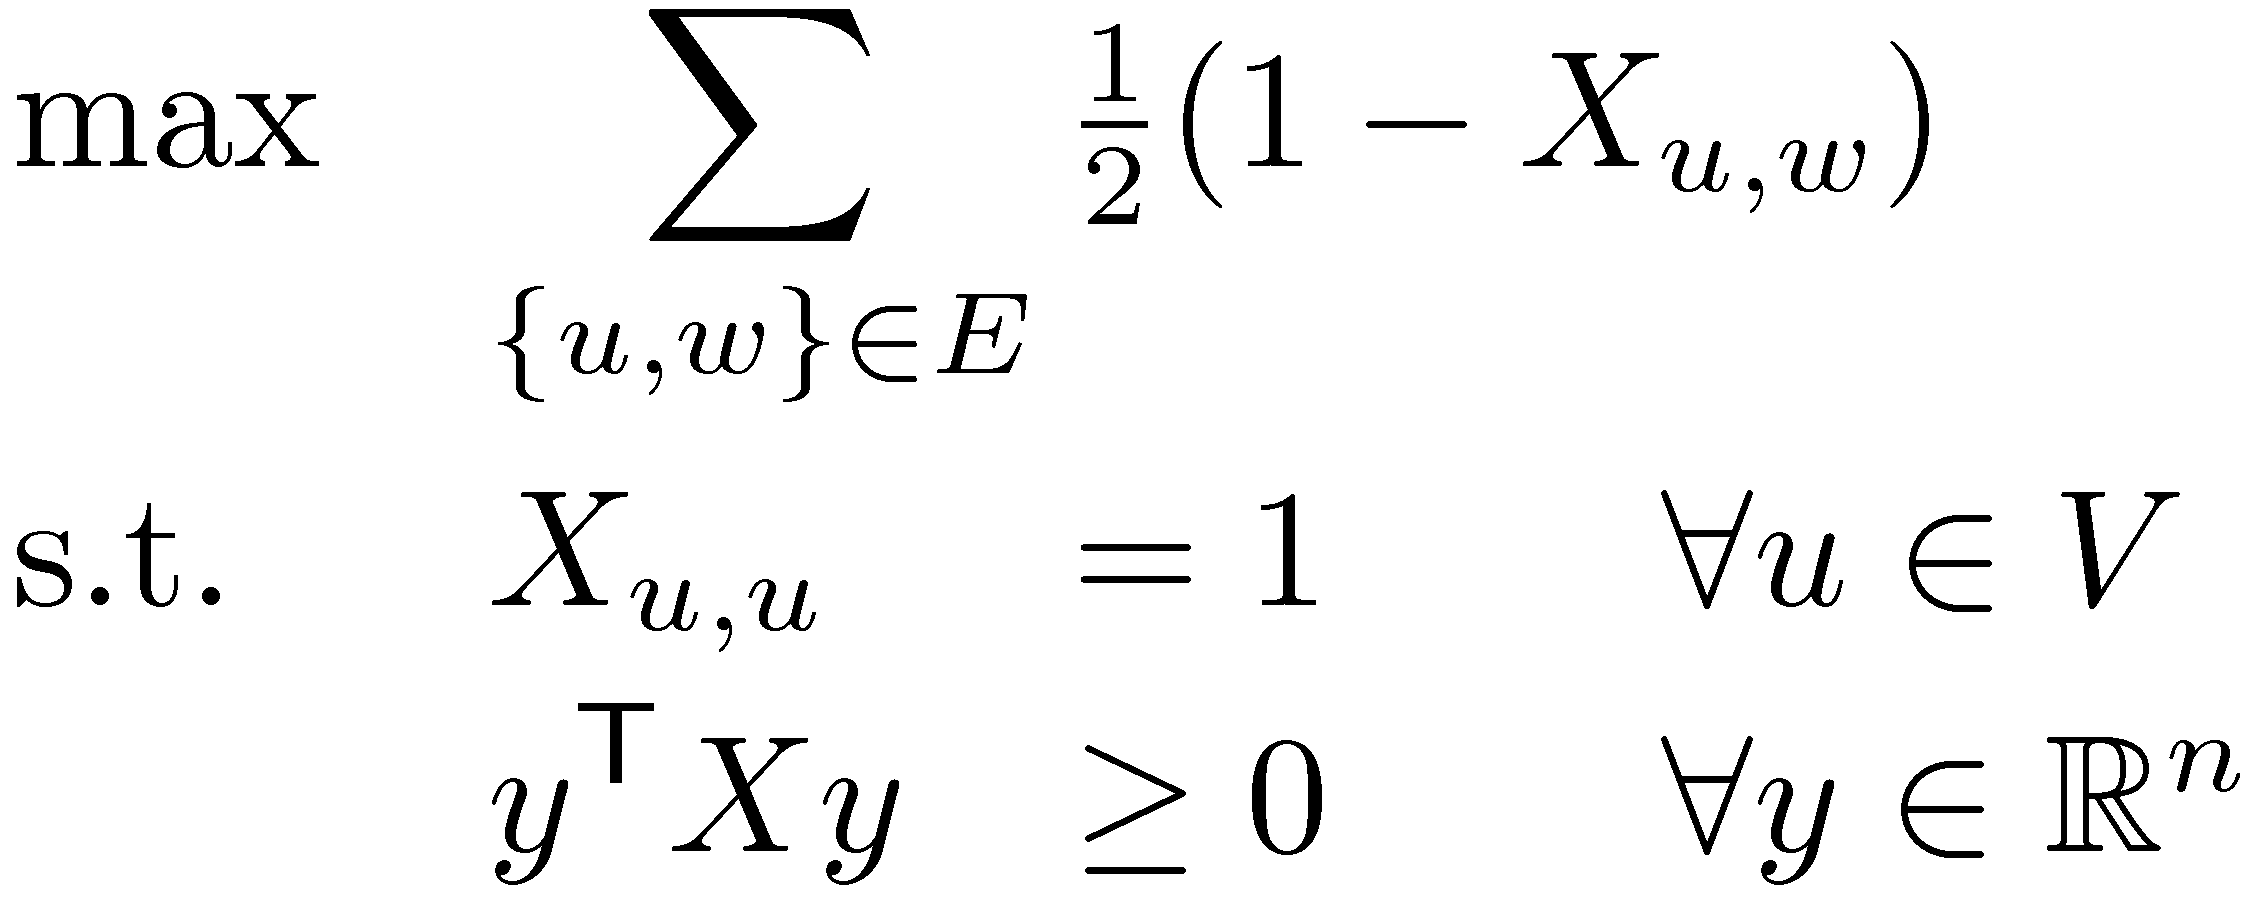 max ∑ ½(1 − X_{u,w})
{u,w}∈E
s.t. X_{u,u} = 1 ∀u ∈ V
y^⊤Xy ≥ 0 ∀y ∈ ℝ^n